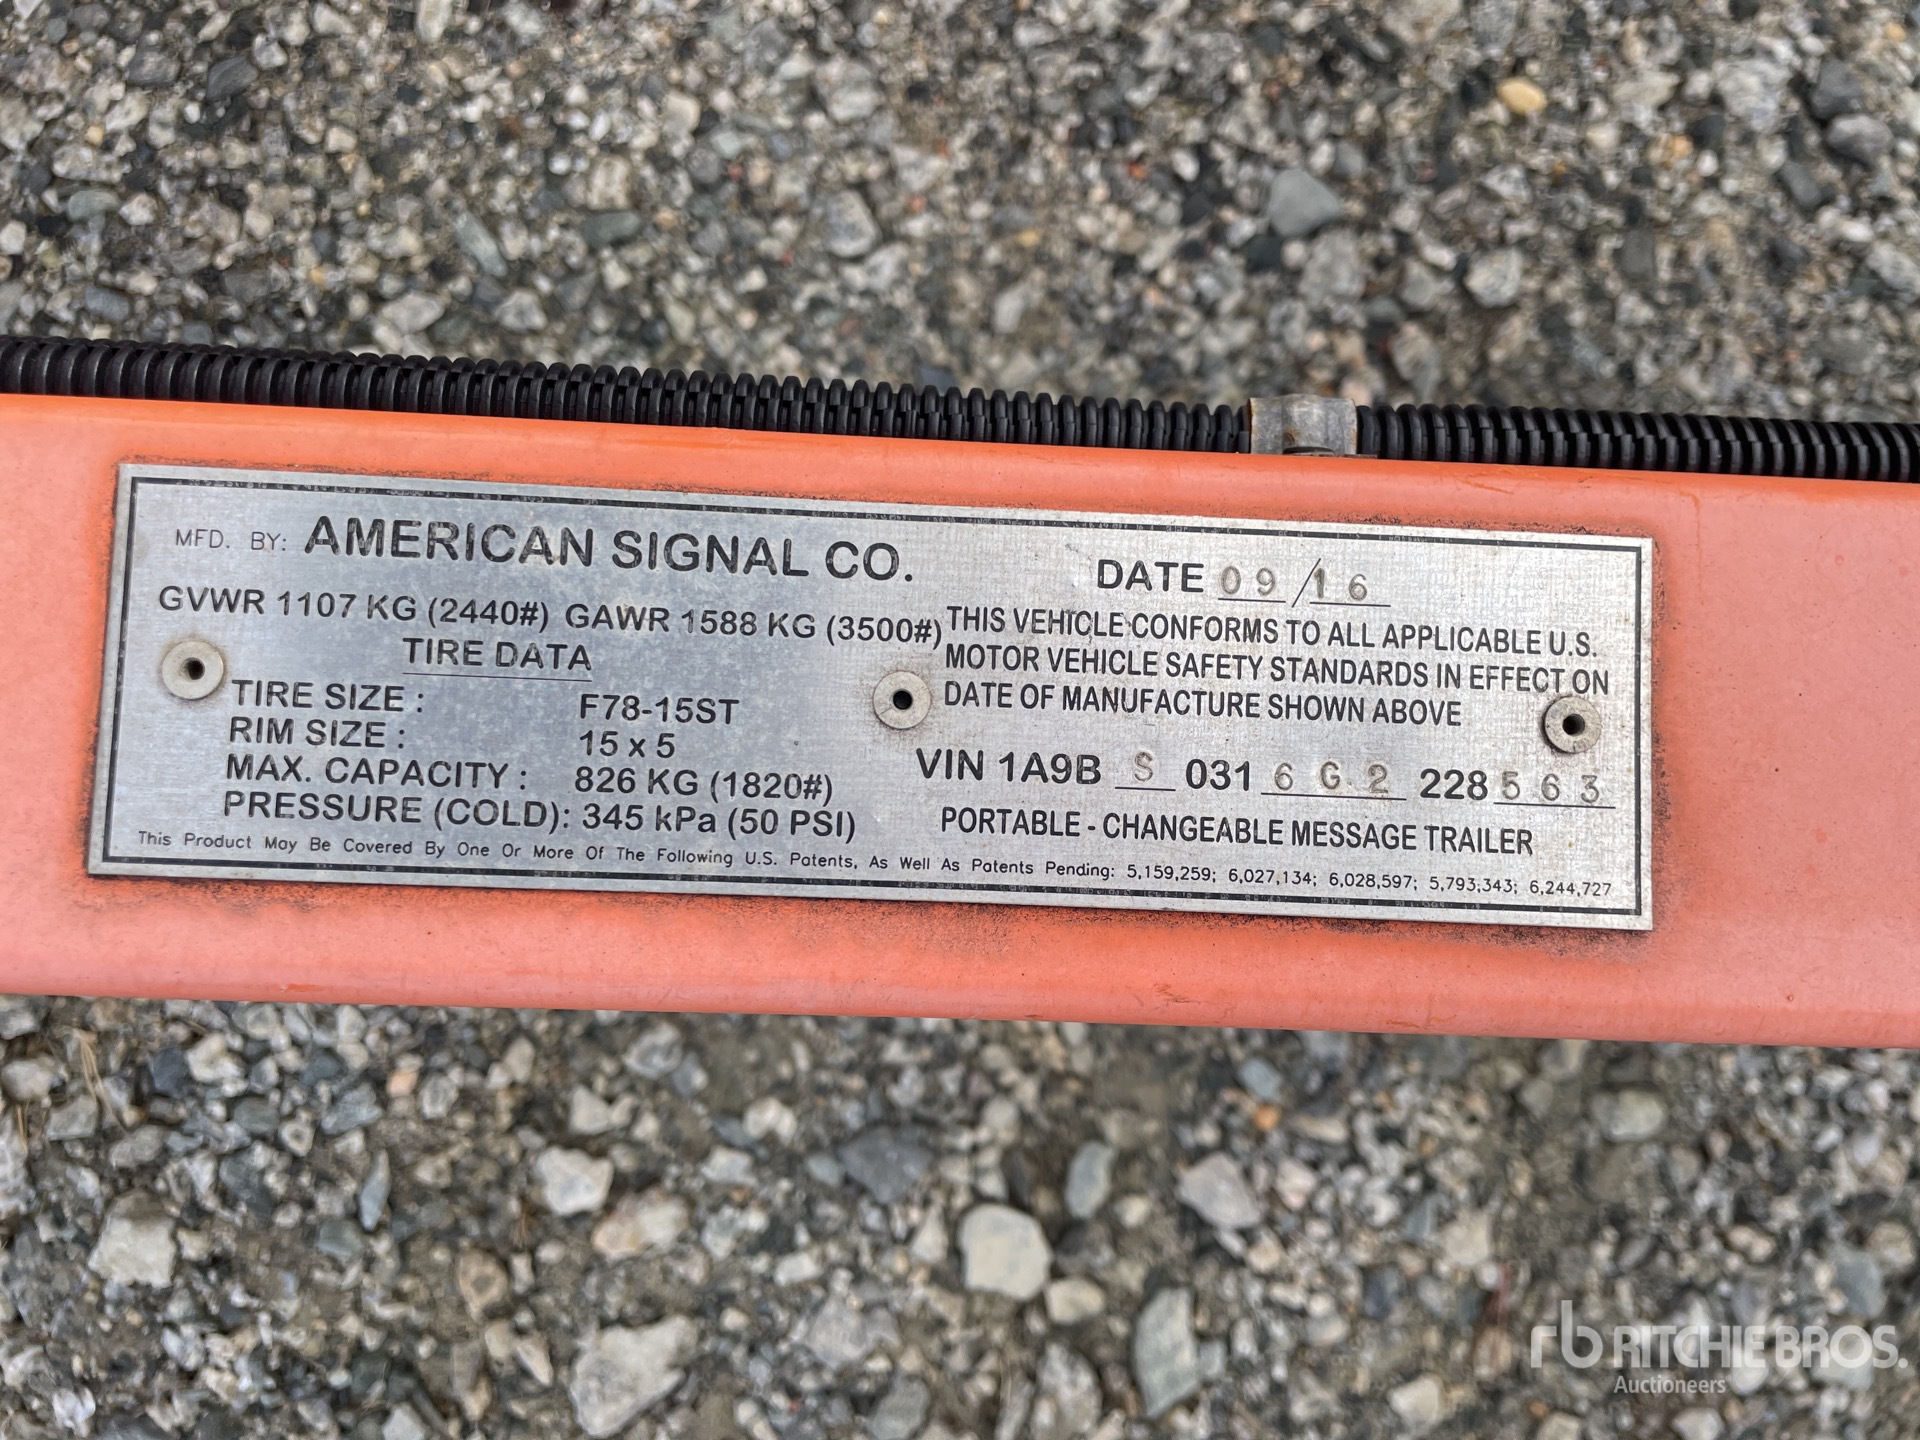 MFD. BY: AMERICAN SIGNAL CO.
DATE 09/16
GVWR 1107 KG (2440#) GAWR 1588 KG (3500#)
TIRE DATA
TIRE SIZE : F78-15ST
RIM SIZE : 15 x 5
MAX. CAPACITY : 826 KG (1820#)
PRESSURE (COLD): 345 kPa (50 PSI)
THIS VEHICLE CONFORMS TO ALL APPLICABLE U.S.
MOTOR VEHICLE SAFETY STANDARDS IN EFFECT ON
DATE OF MANUFACTURE SHOWN ABOVE
VIN 1A9B S 031 6 G 2 228 563
PORTABLE - CHANGEABLE MESSAGE TRAILER
This Product May Be Covered By One Or More Of The Following U.S. Patents, As Well As Patents Pending: 5,159,259; 6,027,134; 6,028,597; 5,793,343; 6,244,727
rb RITCHIE BROS.
Auctioneers